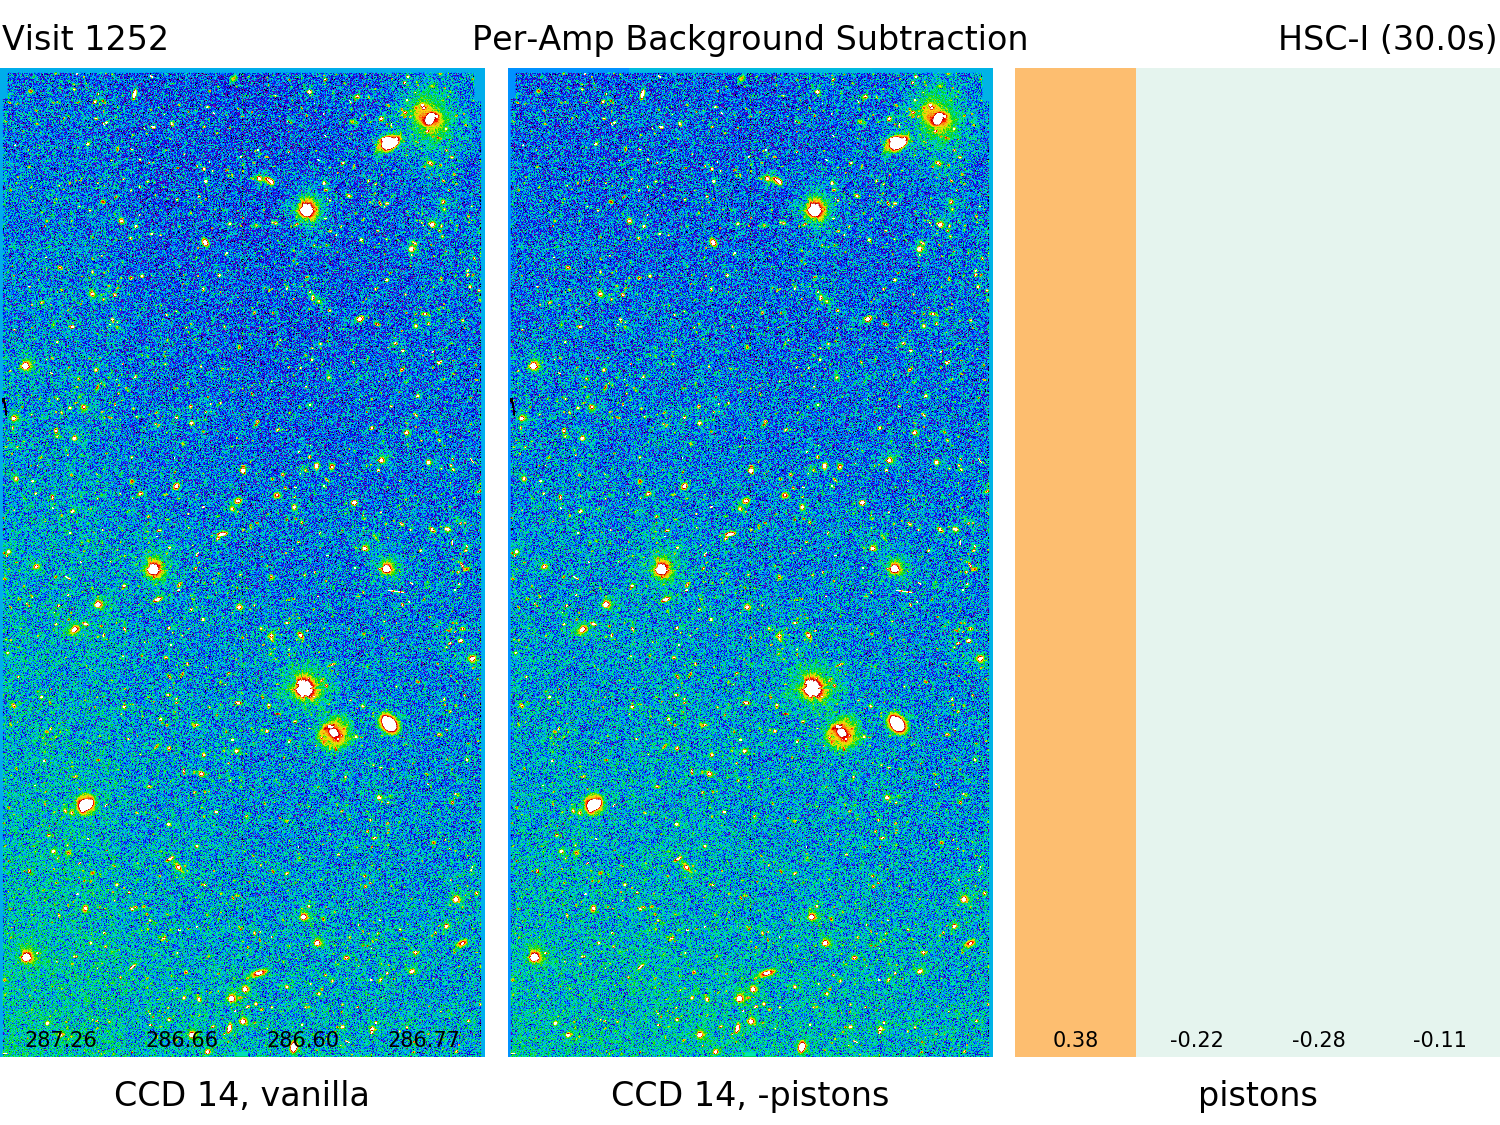 Visit 1252 Per-Amp Background Subtraction HSC-I (30.0s)
287.26 286.66 286.60 286.77 0.38 -0.22 -0.28 -0.11
CCD 14, vanilla CCD 14, -pistons pistons